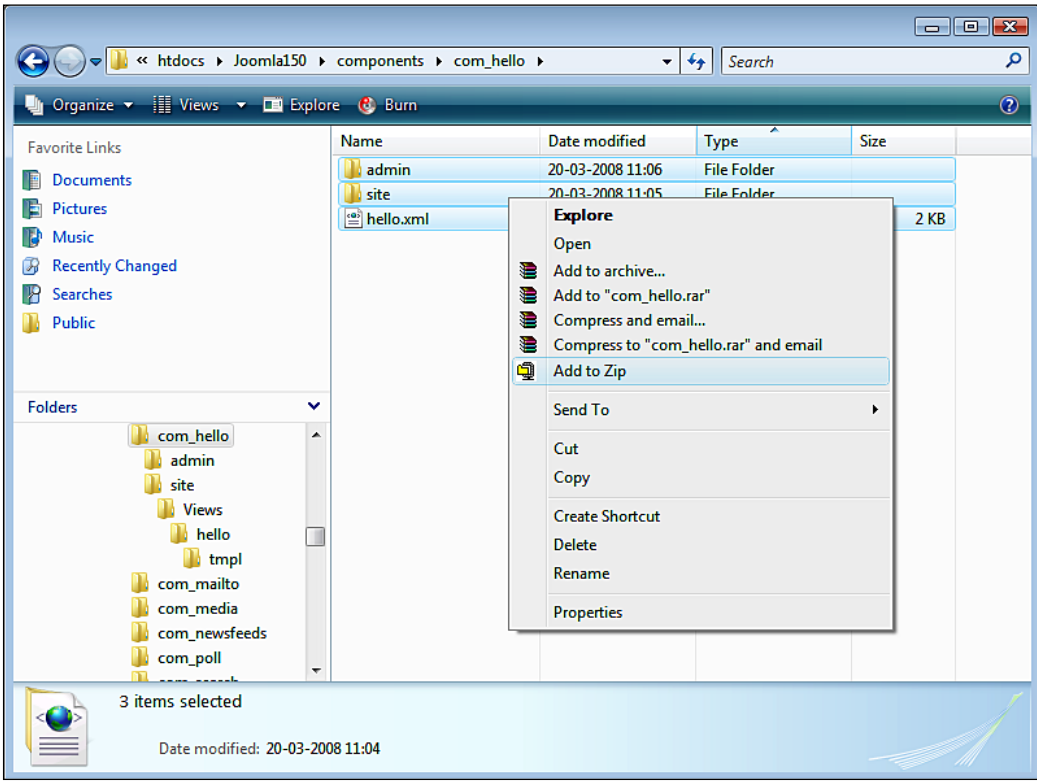 « htdocs Joomla150 components com_hello Search
Organize Views Explore Burn
Favorite Links
Documents
Pictures
Music
Recently Changed
Searches
Public
Folders
com_hello
admin
site
Views
hello
tmpl
com_mailto
com_media
com_newsfeeds
com_poll
Name Date modified Type Size
admin 20-03-2008 11:06 File Folder
site 20-03-2008 11:05 File Folder
hello.xml 2 KB
Explore
Open
Add to archive...
Add to "com_hello.rar"
Compress and email...
Compress to "com_hello.rar" and email
Add to Zip
Send To
Cut
Copy
Create Shortcut
Delete
Rename
Properties
3 items selected
Date modified: 20-03-2008 11:04